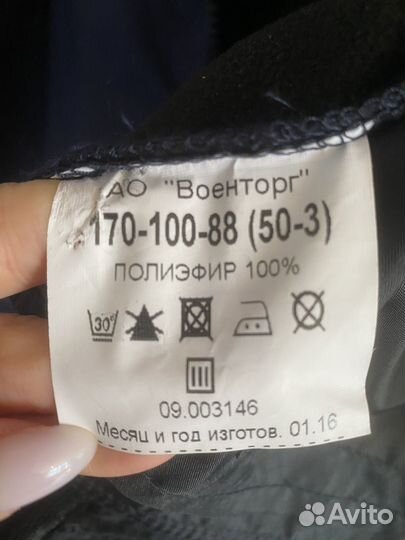 АО "Военторг"
170-100-88 (50-3)
ПОЛИЭФИР 100%
30°
09.003146
Месяц и год изготов. 01.16
Avito